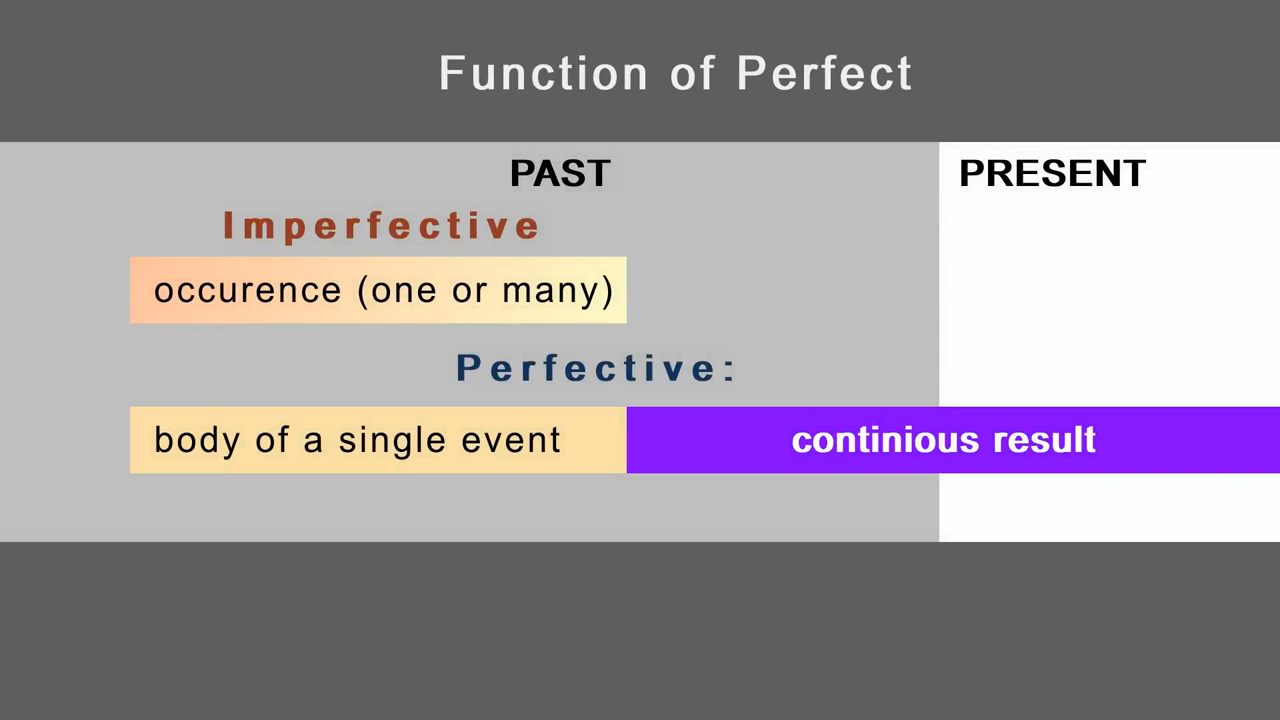 Function of Perfect
PAST
PRESENT
Imperfective
occurence (one or many)
Perfective:
body of a single event
continious result